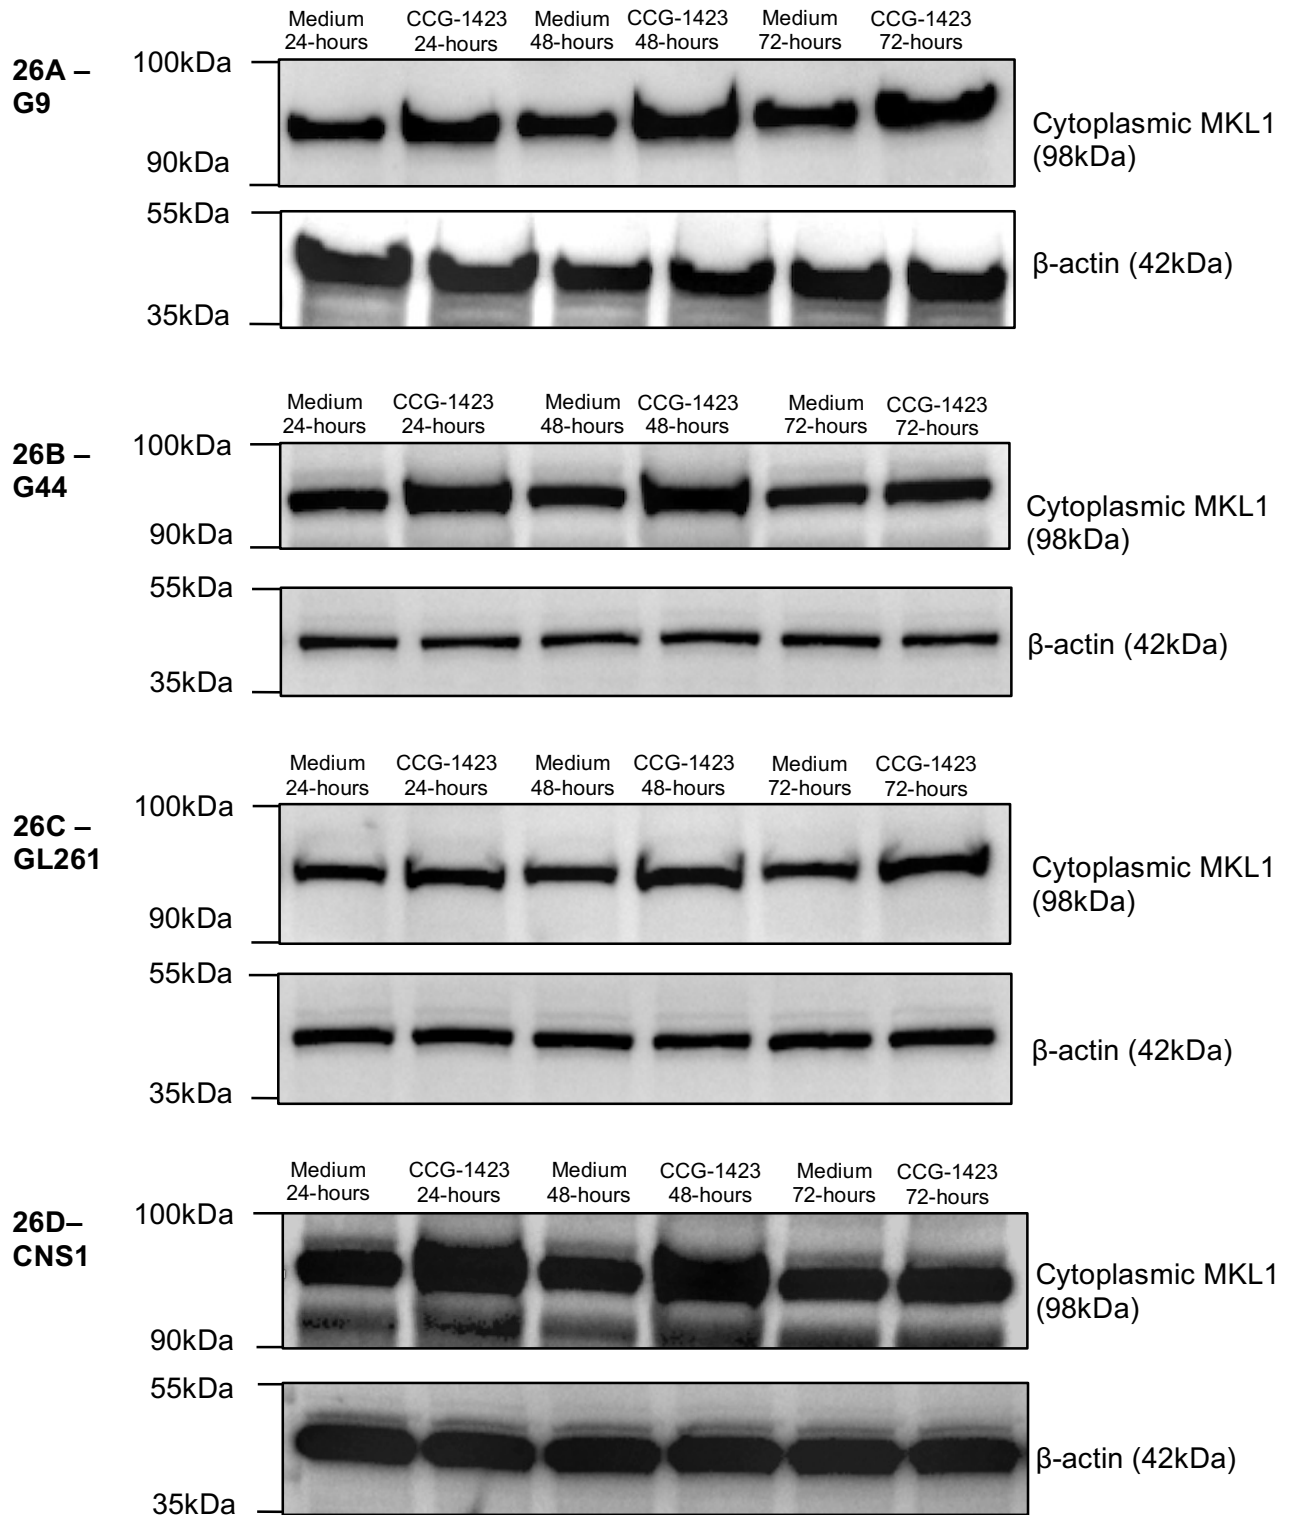 Medium CCG-1423 Medium CCG-1423 Medium CCG-1423
24-hours 24-hours 48-hours 48-hours 72-hours 72-hours
26A –
G9
100kDa
90kDa
Cytoplasmic MKL1
(98kDa)
55kDa
35kDa
β-actin (42kDa)
Medium CCG-1423 Medium CCG-1423 Medium CCG-1423
24-hours 24-hours 48-hours 48-hours 72-hours 72-hours
26B –
G44
100kDa
90kDa
Cytoplasmic MKL1
(98kDa)
55kDa
35kDa
β-actin (42kDa)
Medium CCG-1423 Medium CCG-1423 Medium CCG-1423
24-hours 24-hours 48-hours 48-hours 72-hours 72-hours
26C –
GL261
100kDa
90kDa
Cytoplasmic MKL1
(98kDa)
55kDa
35kDa
β-actin (42kDa)
Medium CCG-1423 Medium CCG-1423 Medium CCG-1423
24-hours 24-hours 48-hours 48-hours 72-hours 72-hours
26D–
CNS1
100kDa
90kDa
Cytoplasmic MKL1
(98kDa)
55kDa
35kDa
β-actin (42kDa)